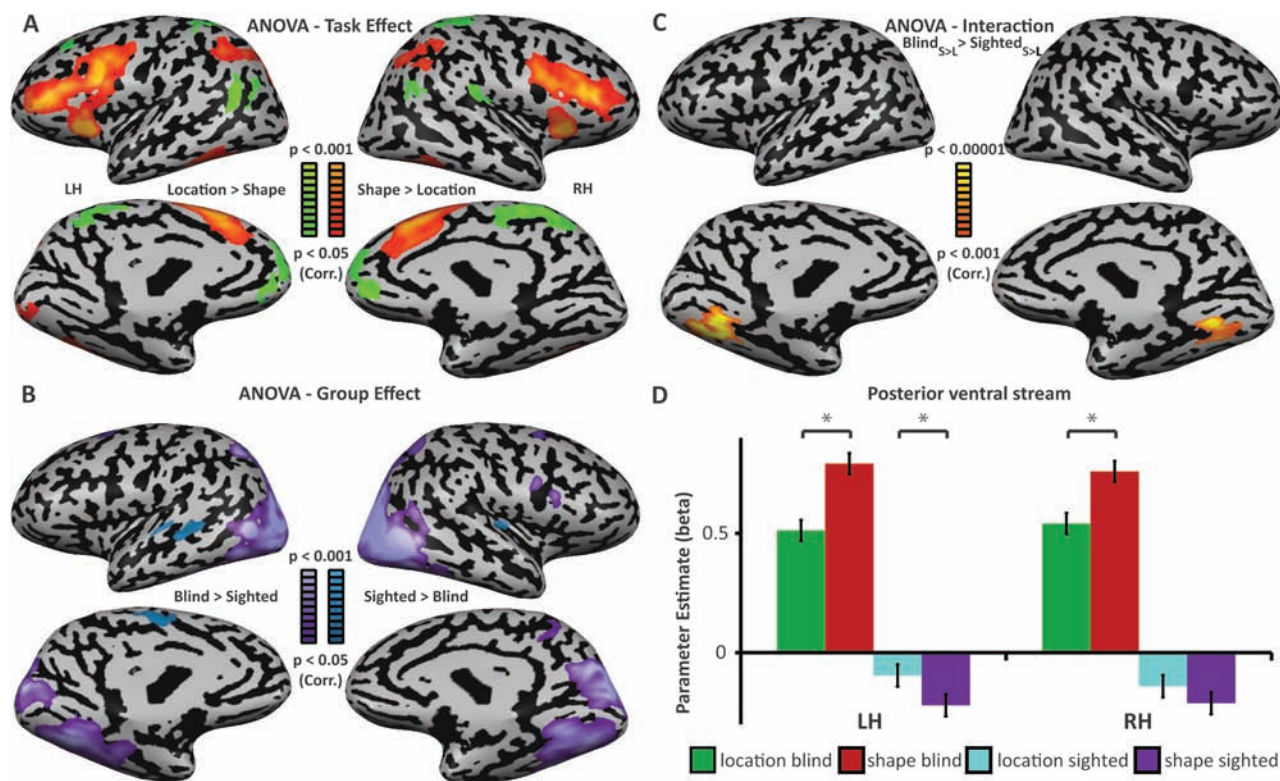 A
ANOVA - Task Effect
p < 0.001
LH
Location > Shape
Shape > Location
RH
p < 0.05
(Corr.)
C
ANOVA - Interaction
Blind S>L > Sighted S>L
p < 0.00001
p < 0.001
(Corr.)
B
ANOVA - Group Effect
p < 0.001
Blind > Sighted
Sighted > Blind
p < 0.05
(Corr.)
D
Posterior ventral stream
* * *
Parameter Estimate (beta)
0.5
0
LH
RH
location blind
shape blind
location sighted
shape sighted